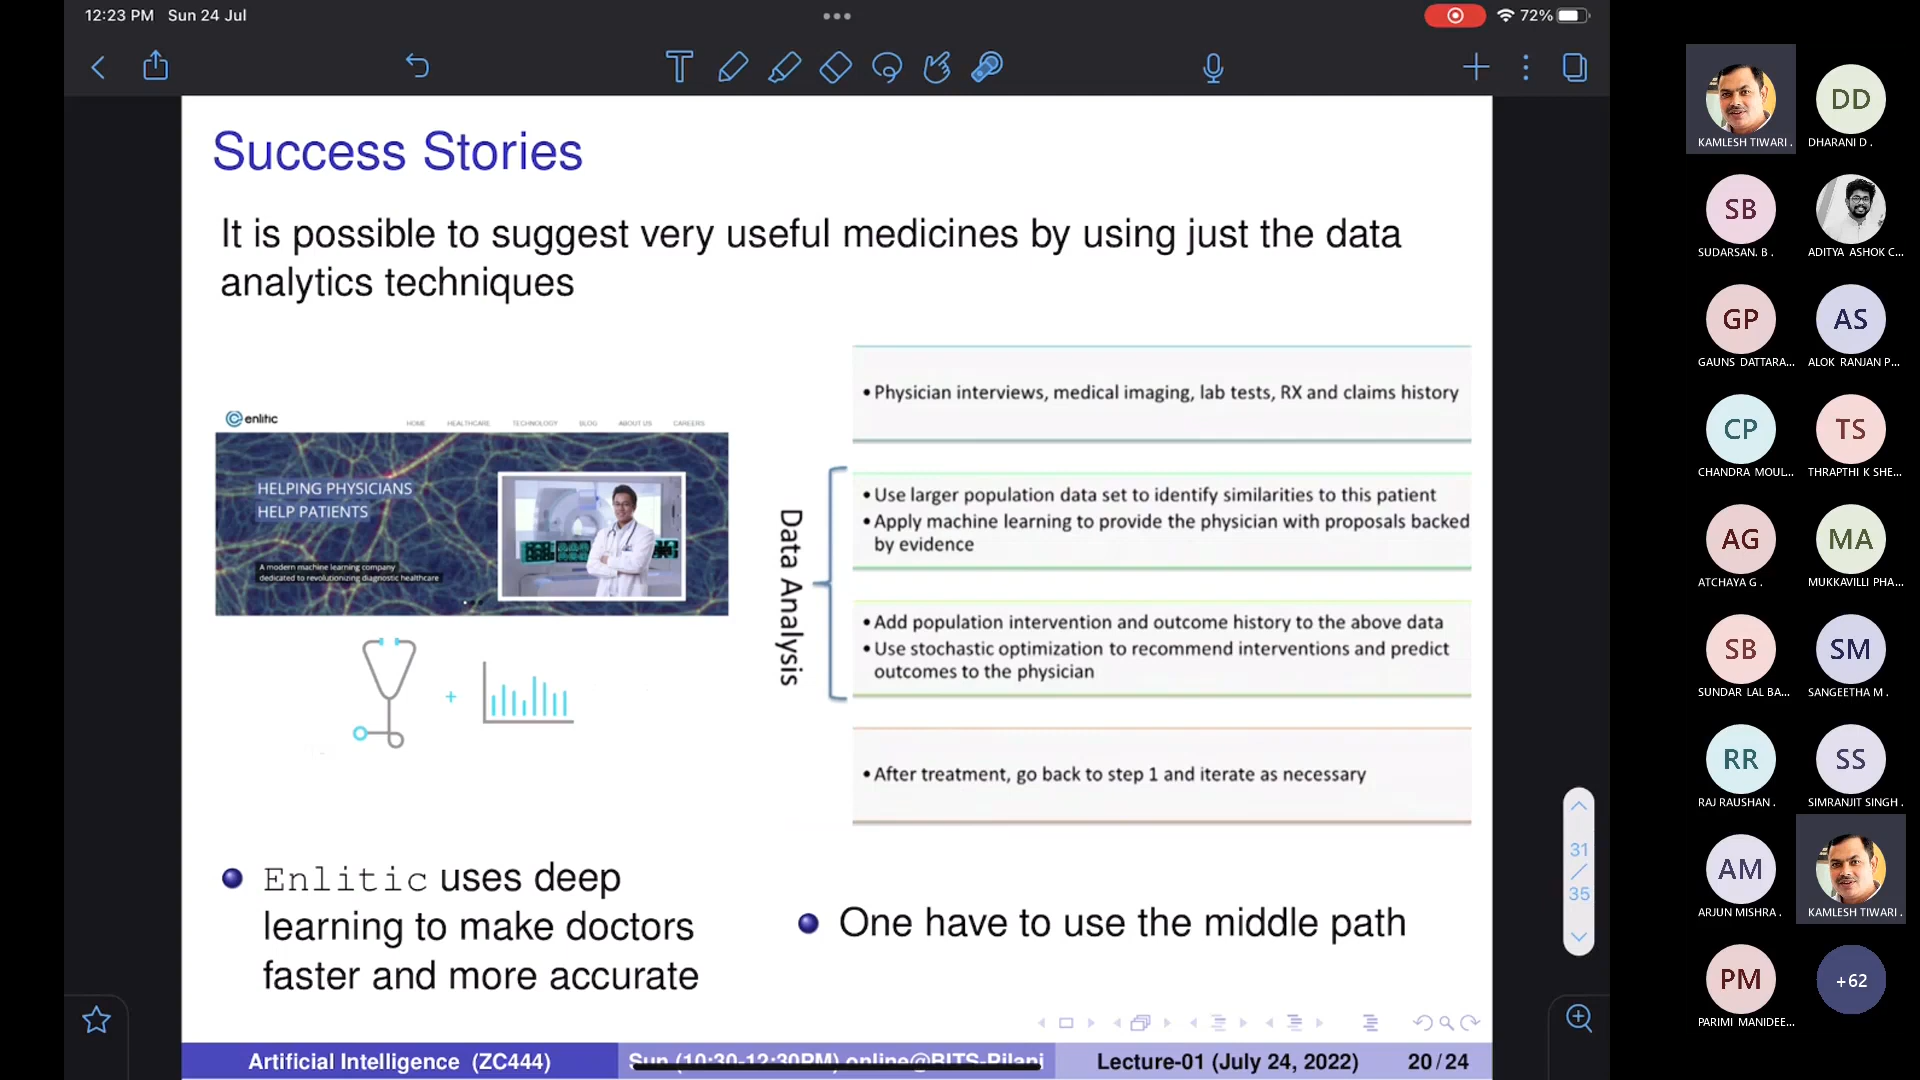 12:23 PM Sun 24 Jul
72%
Success Stories
It is possible to suggest very useful medicines by using just the data
analytics techniques
enlitic
HOME HEALTHCARE TECHNOLOGY BLOG ABOUT US CAREERS
HELPING PHYSICIANS
HELP PATIENTS
A modern machine learning company
dedicated to revolutionizing diagnostic healthcare
+
Data Analysis
• Physician interviews, medical imaging, lab tests, RX and claims history
• Use larger population data set to identify similarities to this patient
• Apply machine learning to provide the physician with proposals backed
by evidence
• Add population intervention and outcome history to the above data
• Use stochastic optimization to recommend interventions and predict
outcomes to the physician
• After treatment, go back to step 1 and iterate as necessary
Enlitic uses deep
learning to make doctors
faster and more accurate
One have to use the middle path
31
/
35
Artificial Intelligence (ZC444)
Sun (10:30-12:30PM) online@BITS-Pilani
Lecture-01 (July 24, 2022)
20/24
KAMLESH TIWARI .
DD
DHARANI D .
SB
SUDARSAN. B .
ADITYA ASHOK C...
GP
GAUNS DATTARA...
AS
ALOK RANJAN P...
CP
CHANDRA MOUL...
TS
THRAPTHI K SHE...
AG
ATCHAYA G .
MA
MUKKAVILLI PHA...
SB
SUNDAR LAL BA...
SM
SANGEETHA M .
RR
RAJ RAUSHAN .
SS
SIMRANJIT SINGH .
AM
ARJUN MISHRA .
KAMLESH TIWARI .
PM
PARIMI MANIDEE...
+62